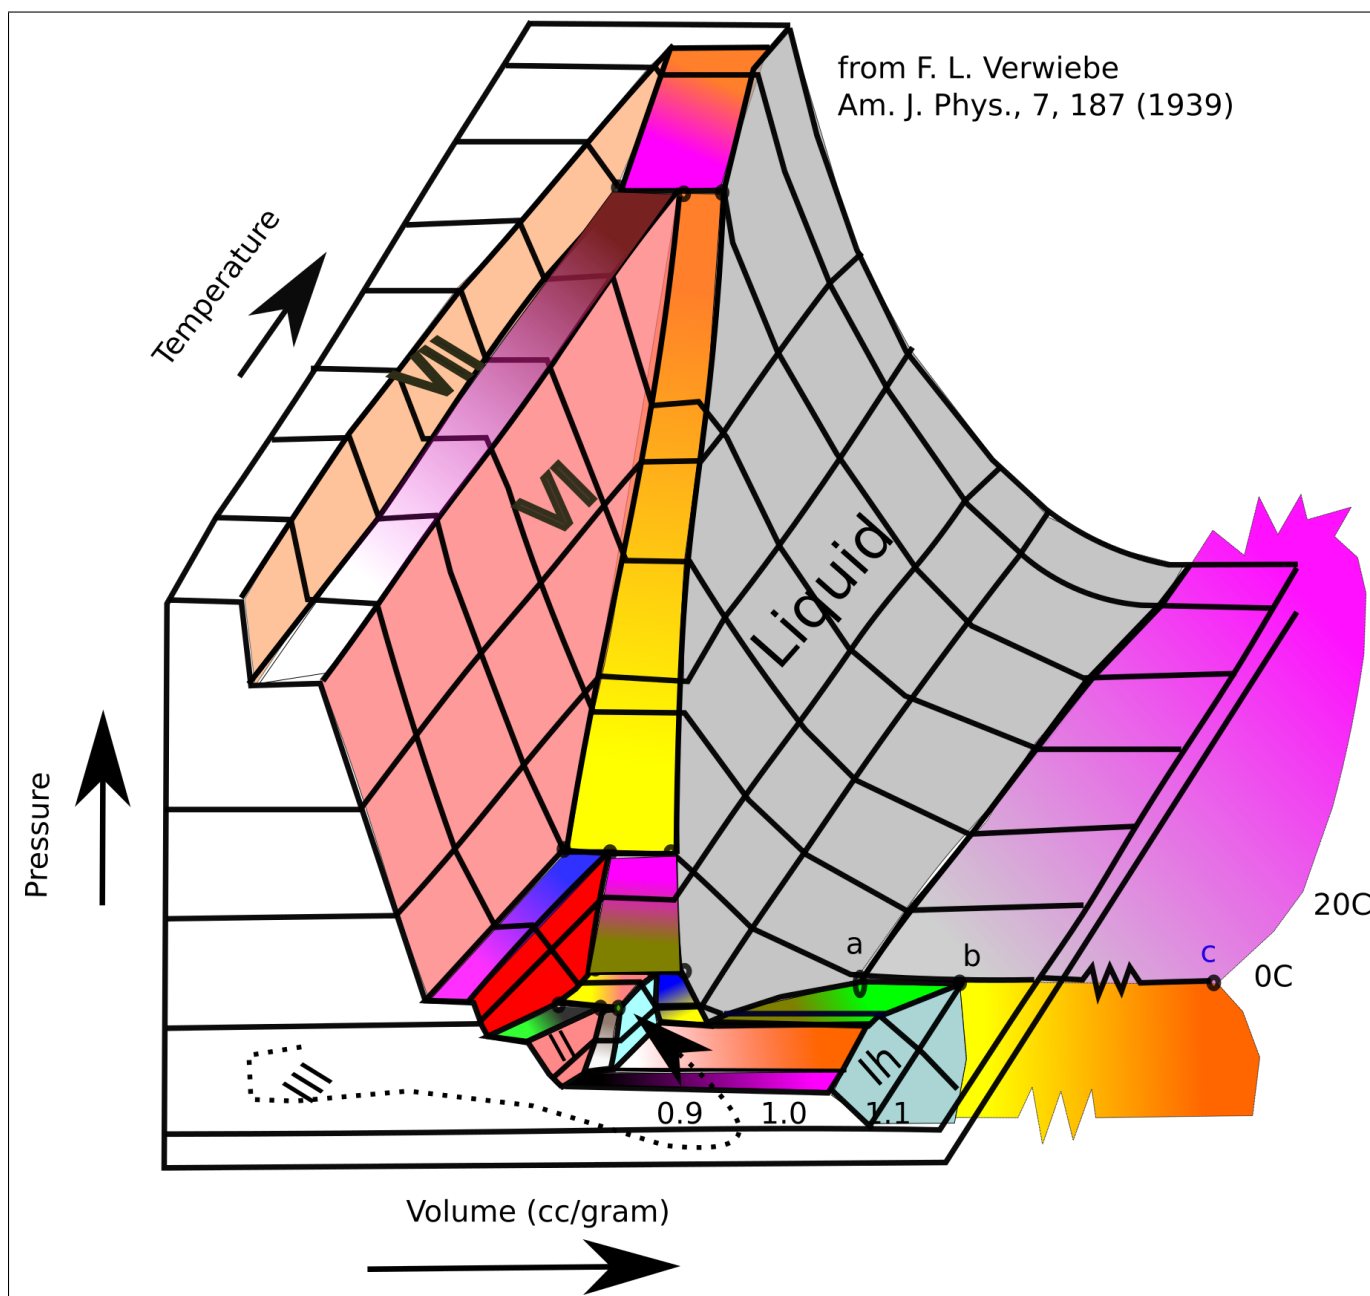 from F. L. Verwiebe
Am. J. Phys., 7, 187 (1939)
Temperature
VII
VI
Liquid
Pressure
20C
a
b
c
0C
II
Ih
III
0.9
1.0
1.1
Volume (cc/gram)